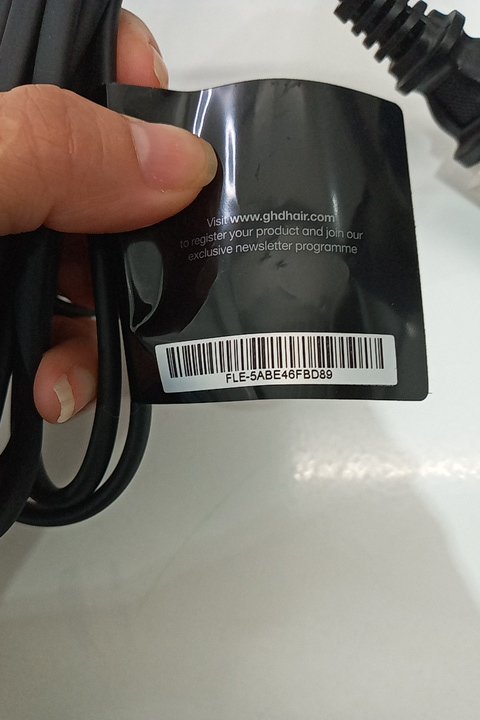 Visit www.ghdhair.com
to register your product and join our
exclusive newsletter programme
FLE-5ABE46FBD89